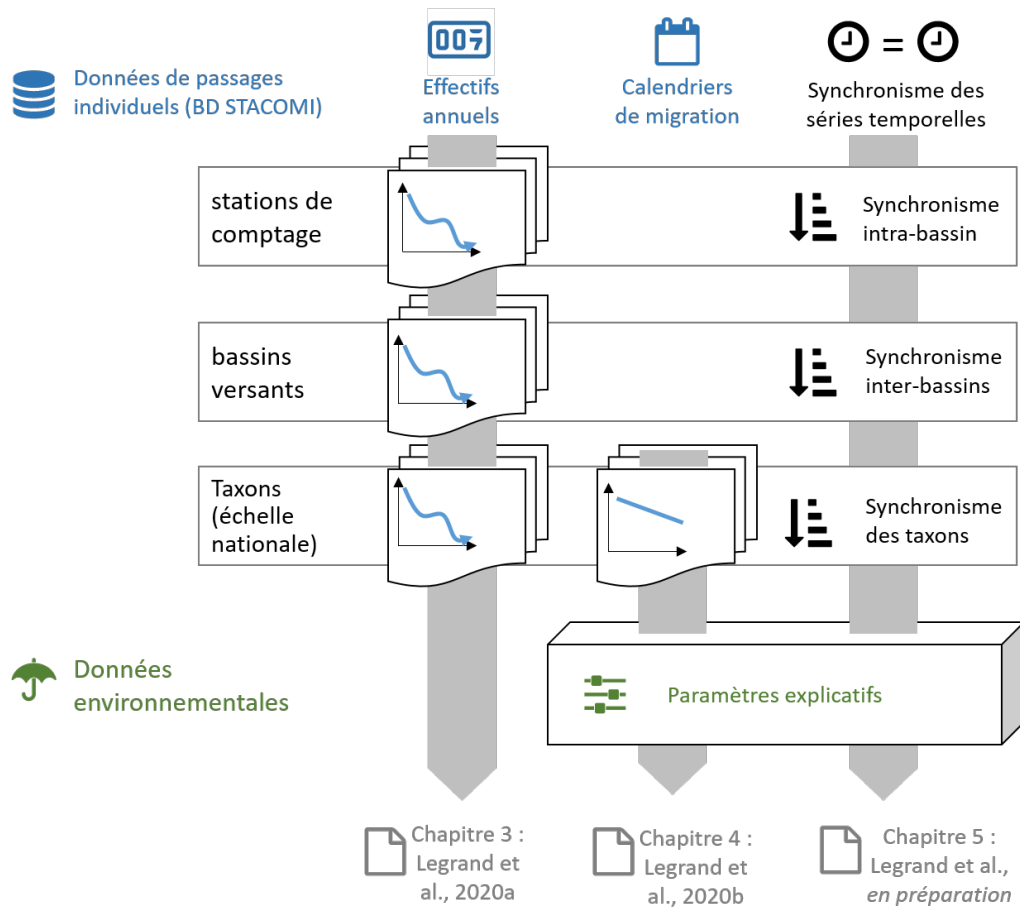 007
Données de passages
individuels (BD STACOMI)
Effectifs
annuels
Calendriers
de migration
=
Synchronisme des
séries temporelles
stations de
comptage
Synchronisme
intra-bassin
bassins
versants
Synchronisme
inter-bassins
Taxons
(échelle
nationale)
Synchronisme
des taxons
Données
environnementales
Paramètres explicatifs
Chapitre 3 :
Legrand et
al., 2020a
Chapitre 4 :
Legrand et
al., 2020b
Chapitre 5 :
Legrand et al.,
en préparation